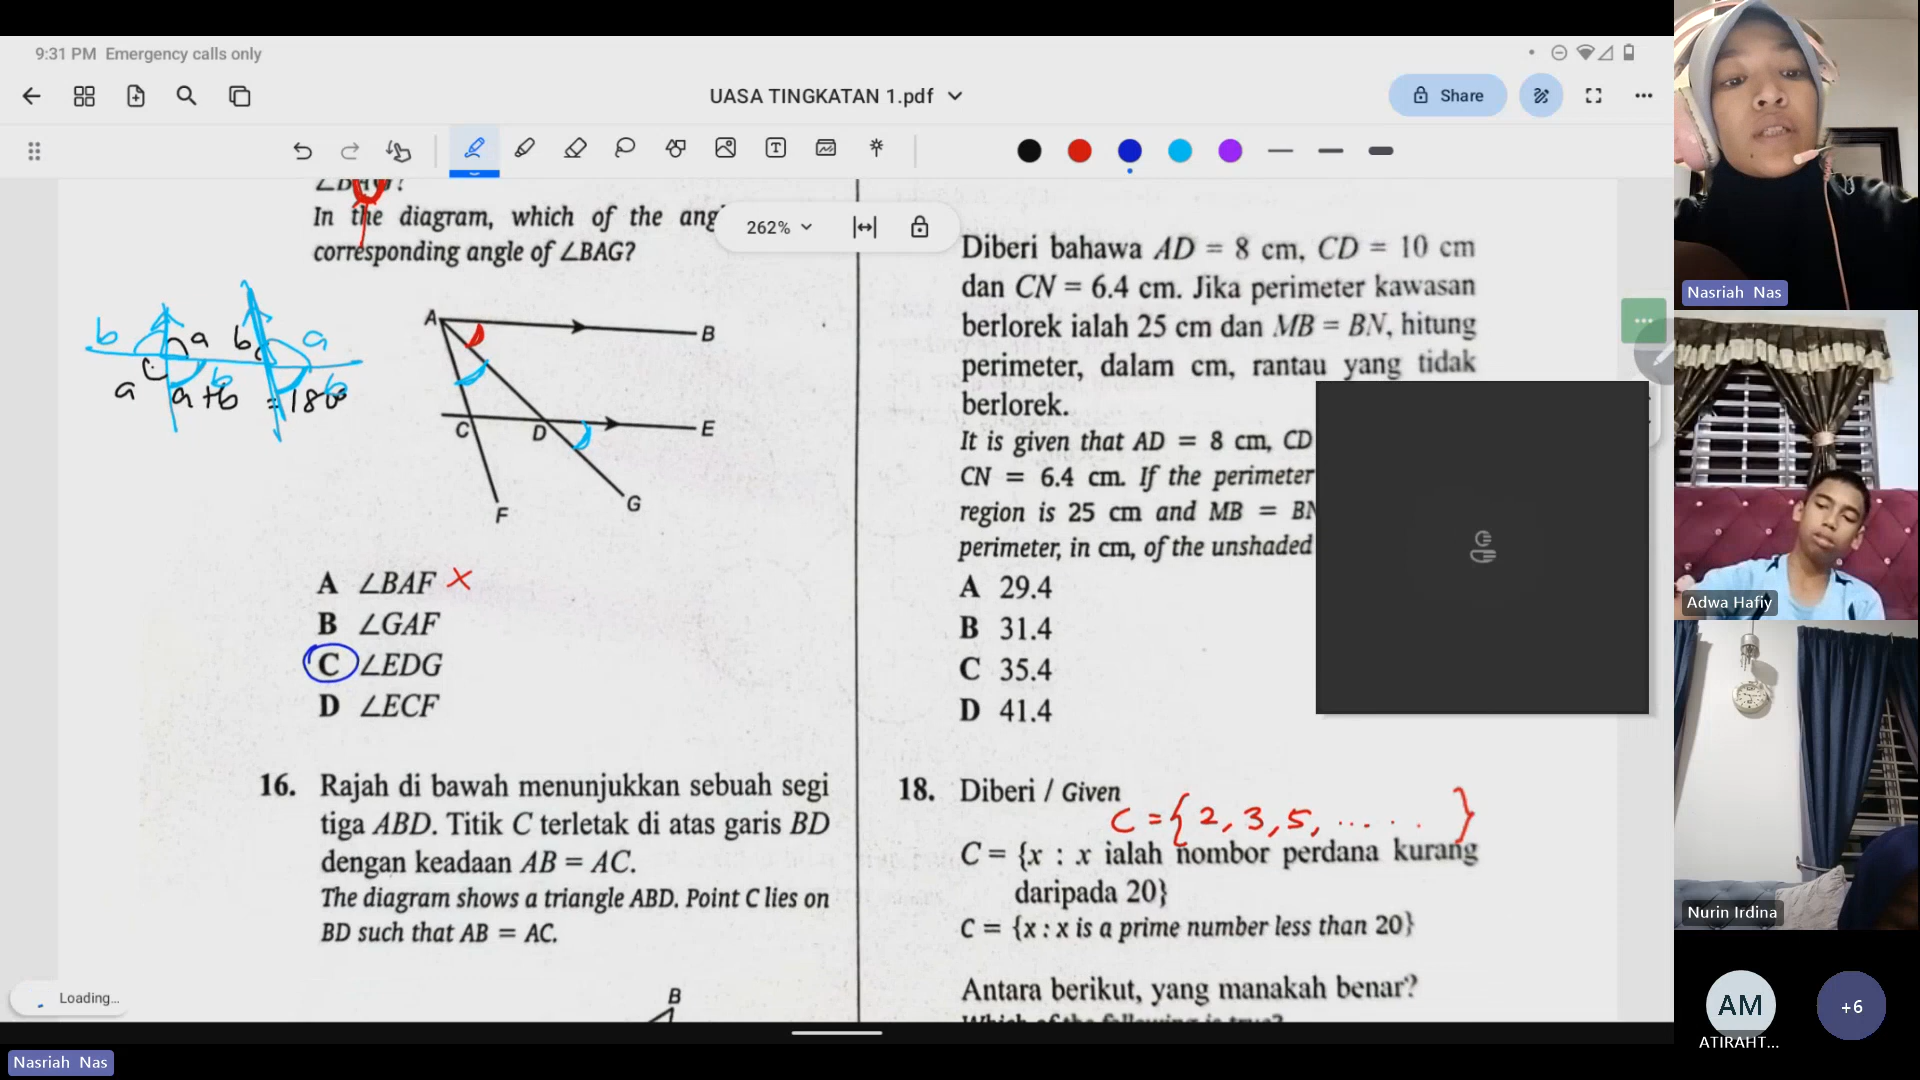 9:31 PM Emergency calls only
UASA TINGKATAN 1.pdf
Share
262%
In the diagram, which of the
corresponding angle of ∠BAG?
b a b a
a a+b b = 180
A
B
C D E
F G
A ∠BAF ×
B ∠GAF
C ∠EDG
D ∠ECF
16. Rajah di bawah menunjukkan sebuah segi
tiga ABD. Titik C terletak di atas garis BD
dengan keadaan AB = AC.
The diagram shows a triangle ABD. Point C lies on
BD such that AB = AC.
B
Diberi bahawa AD = 8 cm, CD = 10 cm
dan CN = 6.4 cm. Jika perimeter kawasan
berlorek ialah 25 cm dan MB = BN, hitung
perimeter, dalam cm, rantau yang tidak
berlorek.
It is given that AD = 8 cm, CD
CN = 6.4 cm. If the perimeter
region is 25 cm and MB = BN
perimeter, in cm, of the unshaded
A 29.4
B 31.4
C 35.4
D 41.4
18. Diberi / Given
C = {2, 3, 5, ...... }
C = {x : x ialah nombor perdana kurang
daripada 20}
C = {x : x is a prime number less than 20}
Antara berikut, yang manakah benar?
Which of the following is true?
Loading...
Nasriah Nas
Nasriah Nas
Adwa Hafiy
Nurin Irdina
AM
ATIRAHT...
+6